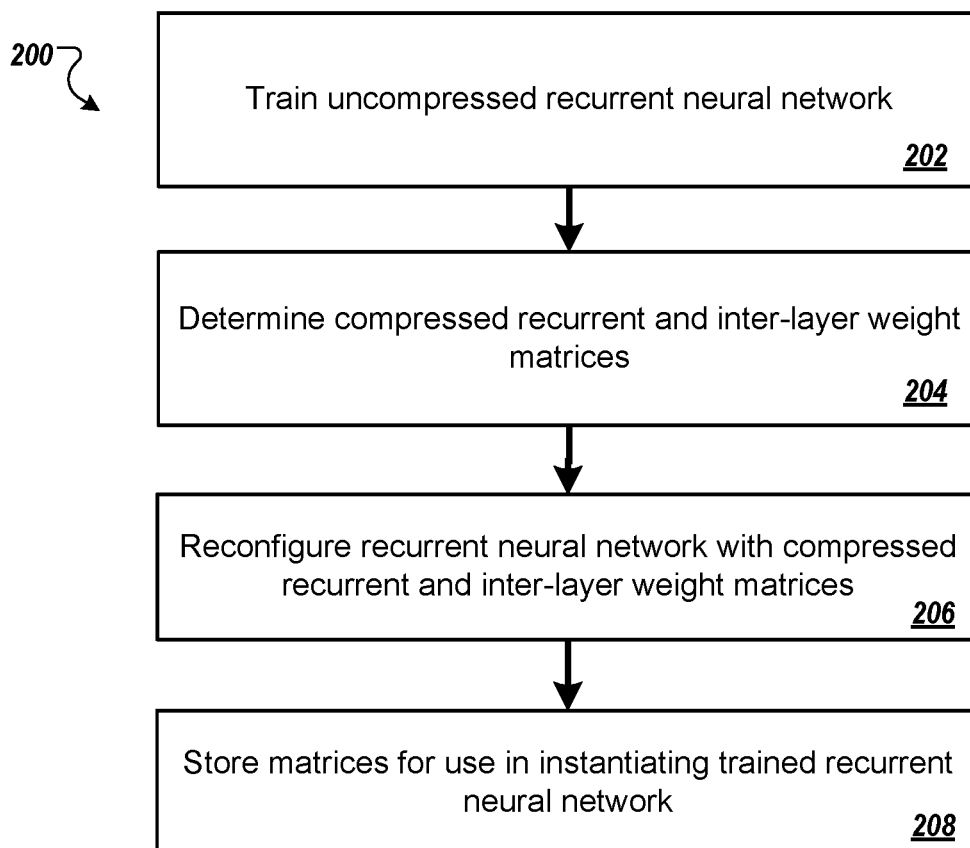 200
Train uncompressed recurrent neural network
202
Determine compressed recurrent and inter-layer weight
matrices
204
Reconfigure recurrent neural network with compressed
recurrent and inter-layer weight matrices
206
Store matrices for use in instantiating trained recurrent
neural network
208